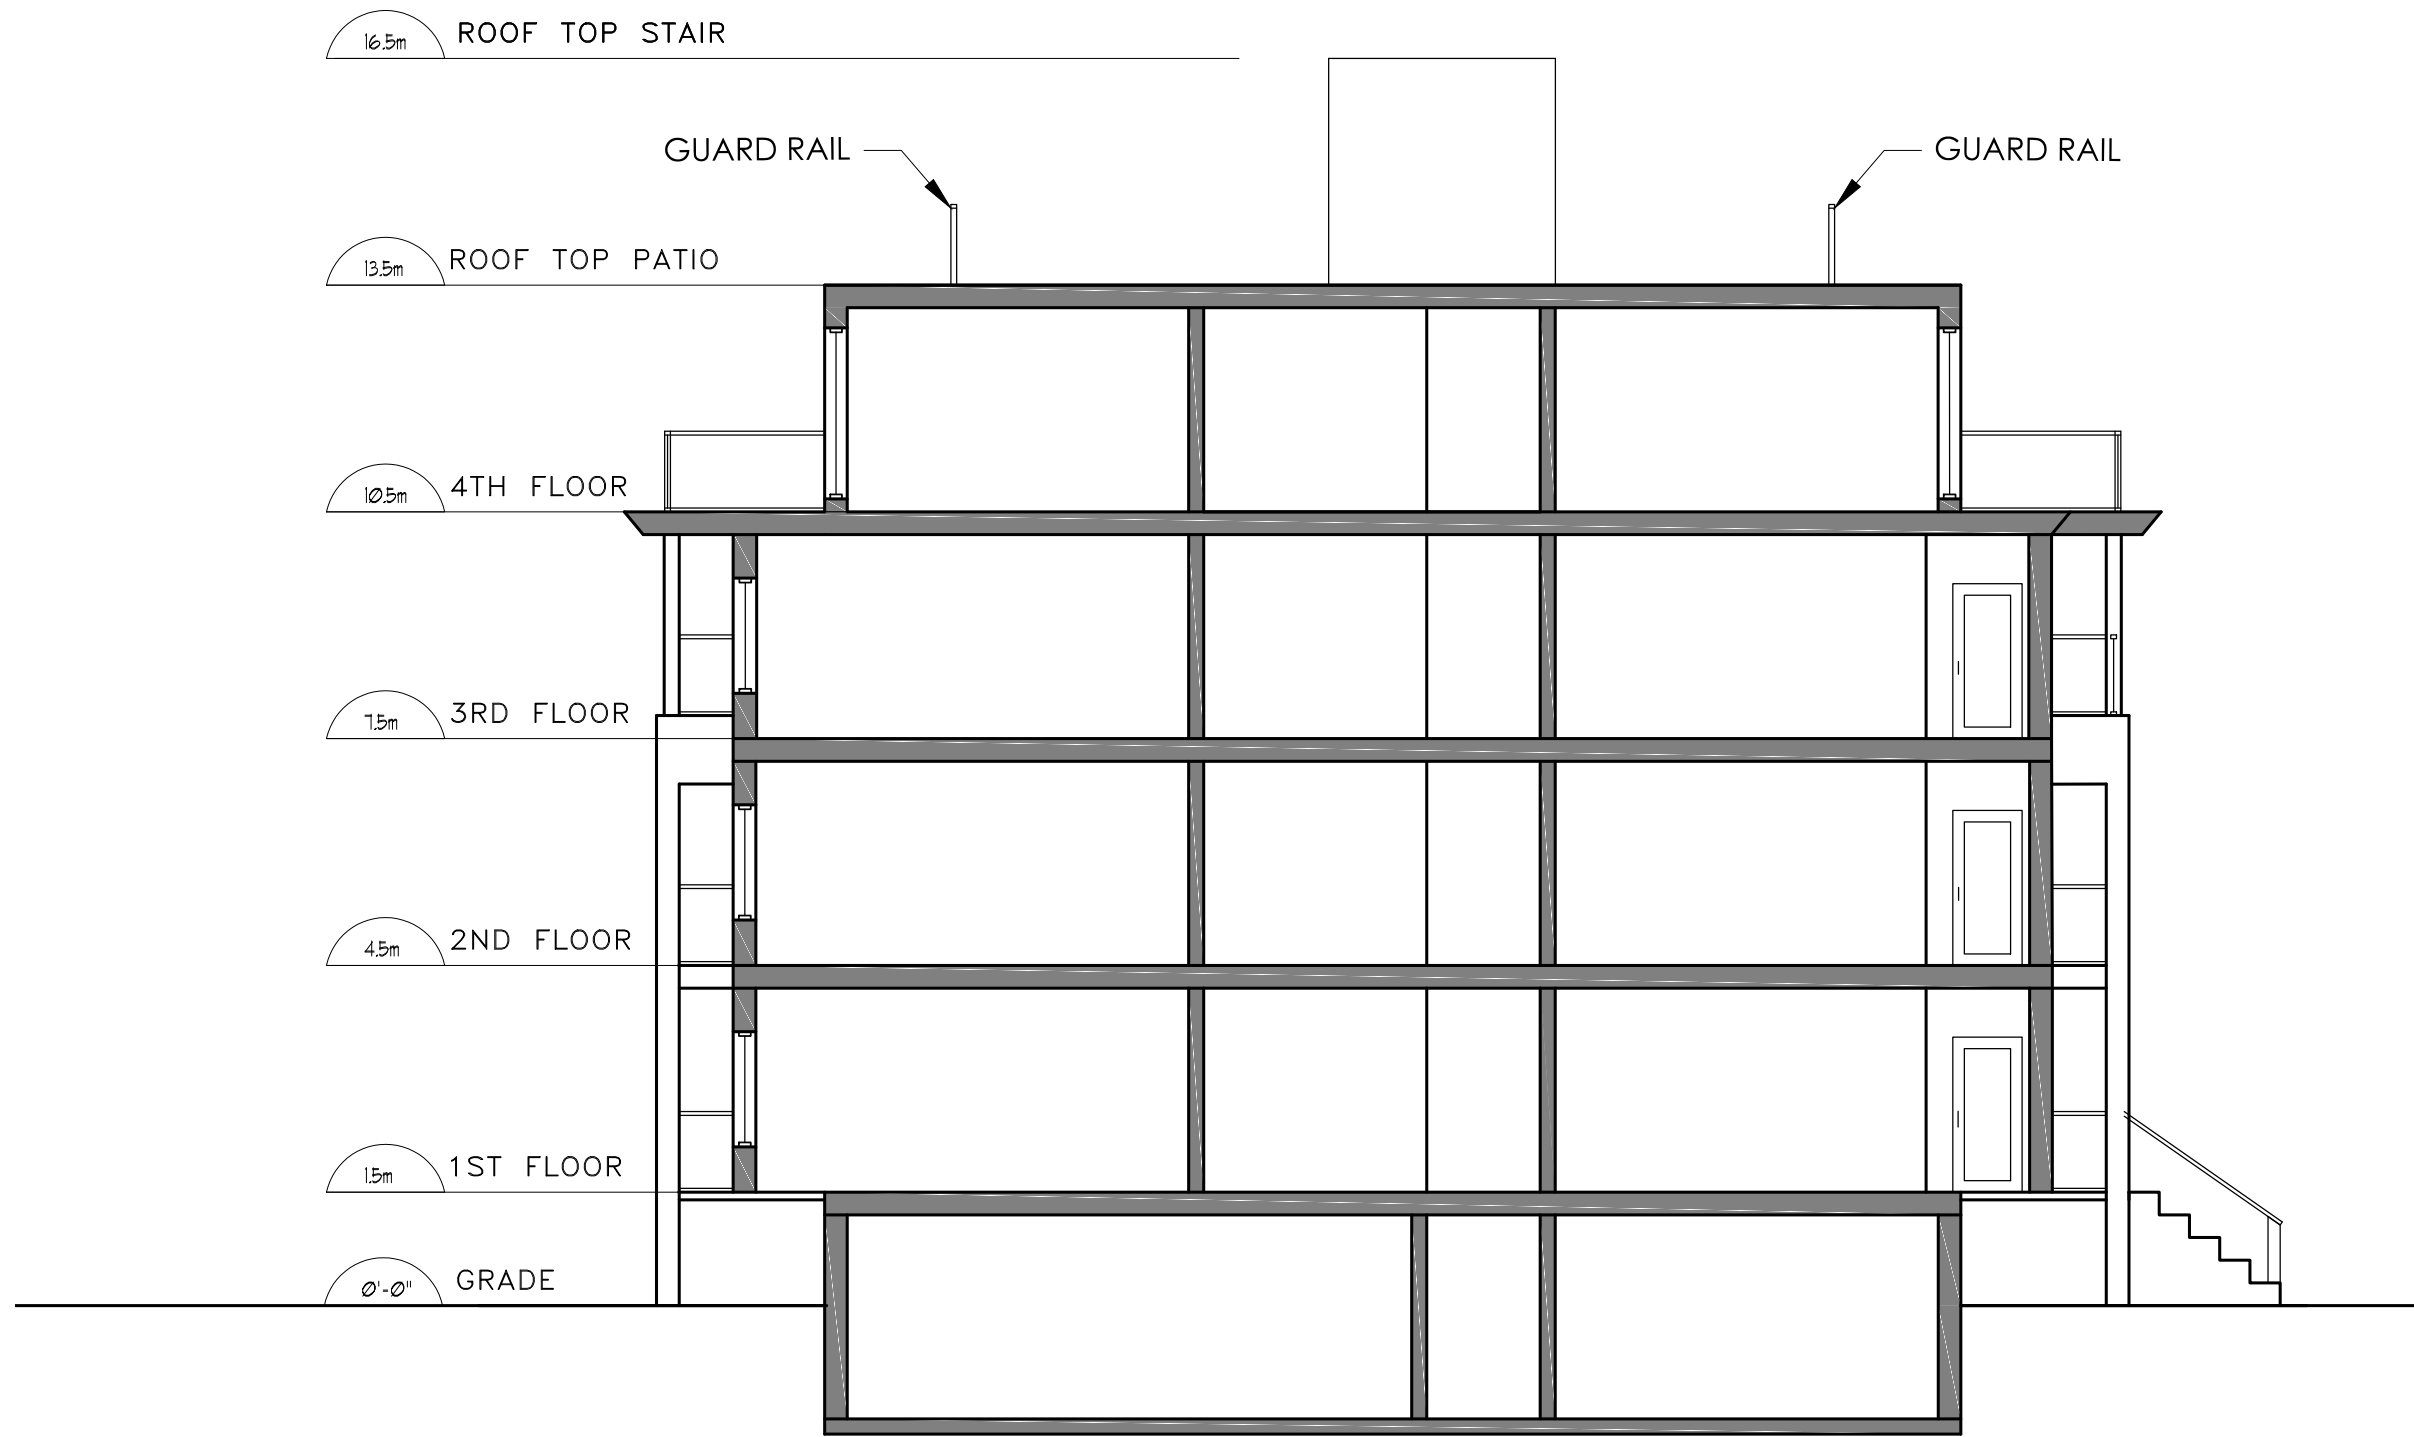 16.5m ROOF TOP STAIR
GUARD RAIL GUARD RAIL
13.5m ROOF TOP PATIO
10.5m 4TH FLOOR
7.5m 3RD FLOOR
4.5m 2ND FLOOR
1.5m 1ST FLOOR
0'-0" GRADE